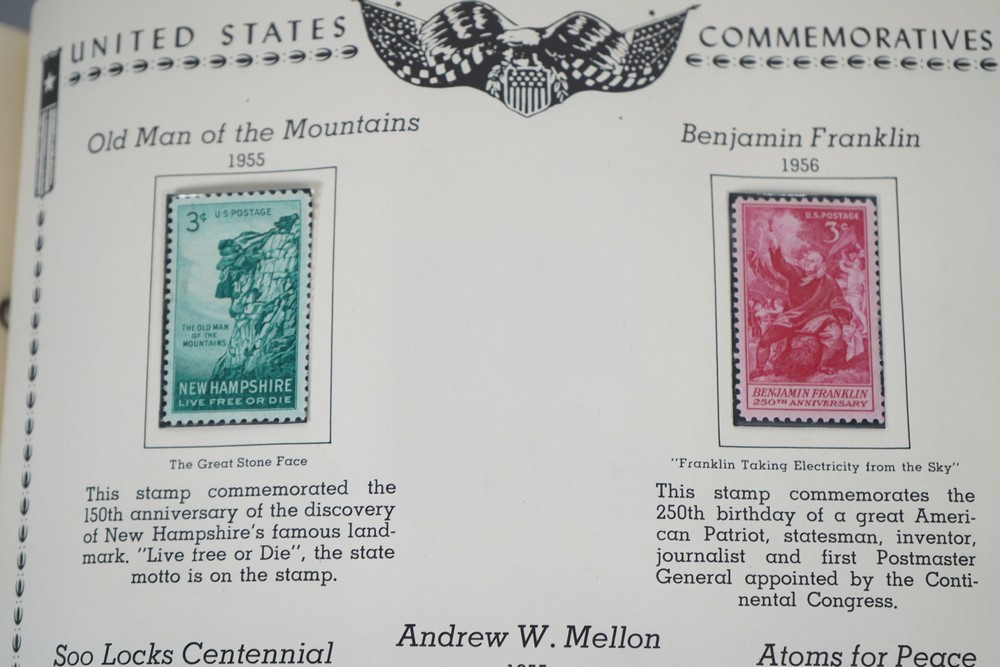 UNITED STATES COMMEMORATIVES
Old Man of the Mountains
1955
3¢ U.S. POSTAGE
THE OLD MAN
OF THE
MOUNTAINS
NEW HAMPSHIRE
LIVE FREE OR DIE
The Great Stone Face
This stamp commemorated the
150th anniversary of the discovery
of New Hampshire's famous land-
mark. "Live free or Die", the state
motto is on the stamp.
Benjamin Franklin
1956
U.S. POSTAGE
3¢
BENJAMIN FRANKLIN
250TH ANNIVERSARY
"Franklin Taking Electricity from the Sky"
This stamp commemorates the
250th birthday of a great Ameri-
can Patriot, statesman, inventor,
journalist and first Postmaster
General appointed by the Conti-
nental Congress.
Soo Locks Centennial
Andrew W. Mellon
1955
Atoms for Peace